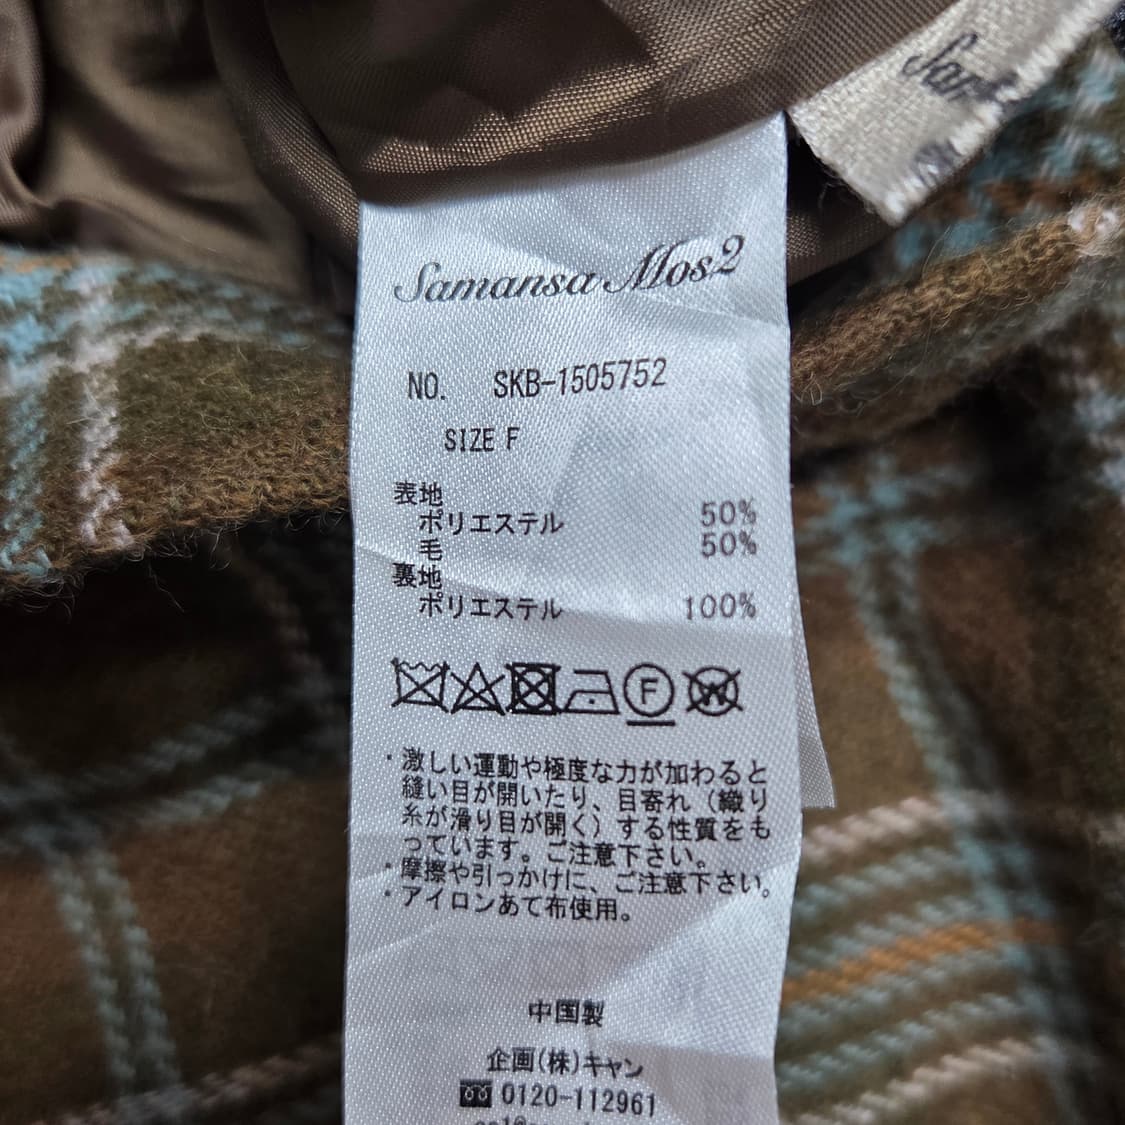 Samansa Mos2
NO. SKB-1505752
SIZE F
表地
ポリエステル 50%
毛 50%
裏地
ポリエステル 100%
F
W
・激しい運動や極度な力が加わると
縫い目が開いたり、目寄れ（織り
糸が滑り目が開く）する性質をも
っています。ご注意下さい。
・摩擦や引っかけに、ご注意下さい。
・アイロンあて布使用。
中国製
企画(株)キャン
0120-112961